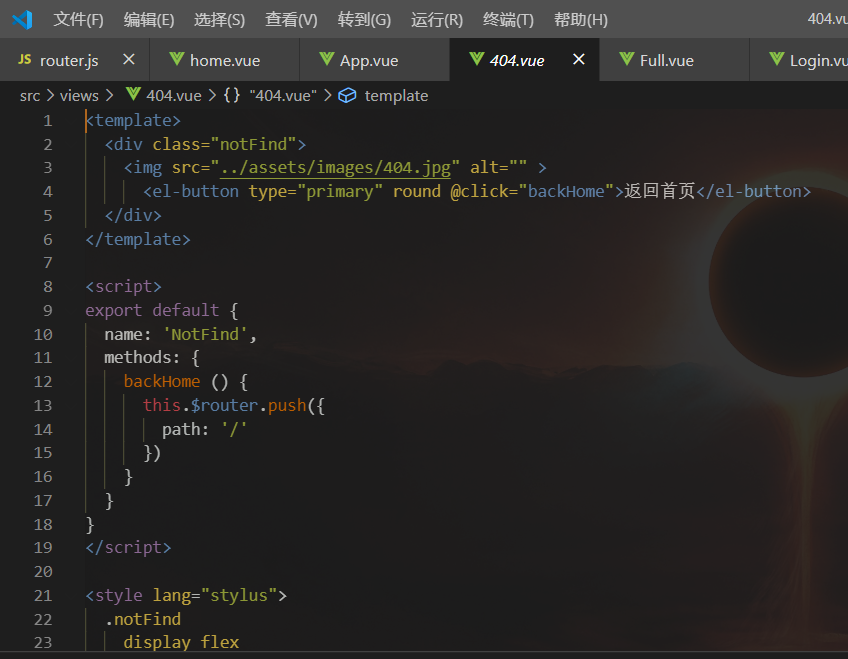 文件(F) 编辑(E) 选择(S) 查看(V) 转到(G) 运行(R) 终端(T) 帮助(H) 404.vu
JS router.js × home.vue App.vue 404.vue × Full.vue Login.vu
src > views > 404.vue > {} "404.vue" > template
1 <template>
2 <div class="notFind">
3 <img src="../assets/images/404.jpg" alt="" >
4 <el-button type="primary" round @click="backHome">返回首页</el-button>
5 </div>
6 </template>
7
8 <script>
9 export default {
10 name: 'NotFind',
11 methods: {
12 backHome () {
13 this.$router.push({
14 path: '/'
15 })
16 }
17 }
18 }
19 </script>
20
21 <style lang="stylus">
22 .notFind
23 display flex